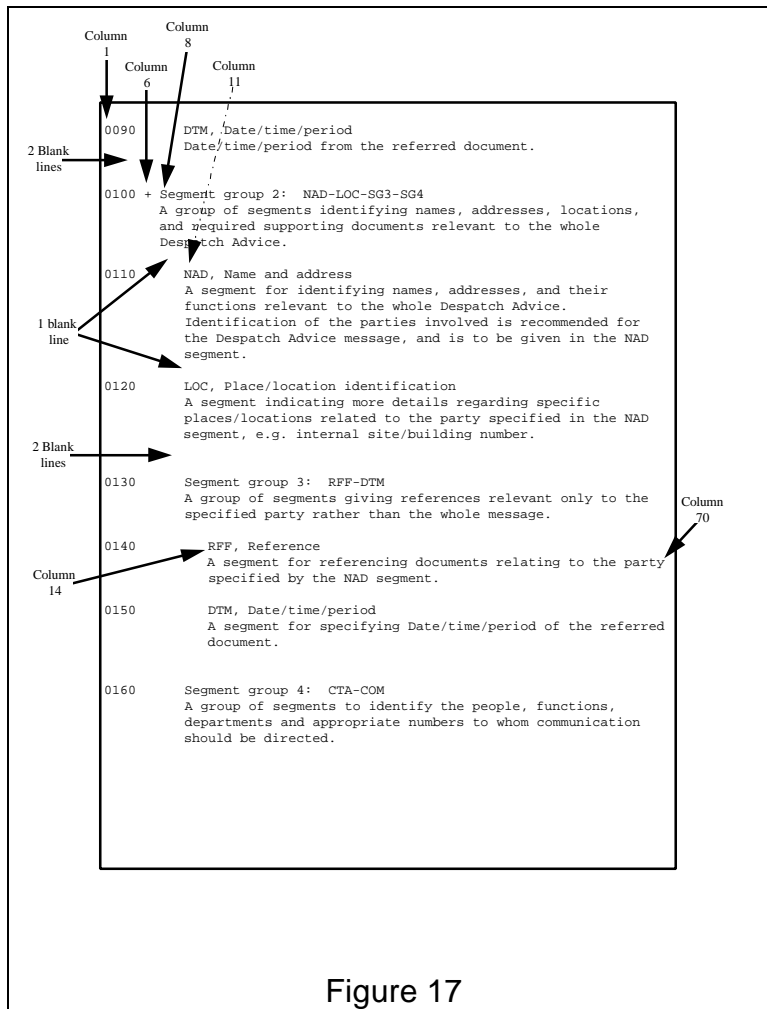 Column
1
Column
8
Column
6
Column
11
0090 DTM, Date/time/period
Date/time/period from the referred document.
2 Blank
lines
0100 + Segment group 2: NAD-LOC-SG3-SG4
A group of segments identifying names, addresses, locations,
and required supporting documents relevant to the whole
Despatch Advice.
0110 NAD, Name and address
A segment for identifying names, addresses, and their
functions relevant to the whole Despatch Advice.
Identification of the parties involved is recommended for
the Despatch Advice message, and is to be given in the NAD
segment.
1 blank
line
0120 LOC, Place/location identification
A segment indicating more details regarding specific
places/locations related to the party specified in the NAD
segment, e.g. internal site/building number.
2 Blank
lines
0130 Segment group 3: RFF-DTM
A group of segments giving references relevant only to the
specified party rather than the whole message.
Column
70
0140 RFF, Reference
A segment for referencing documents relating to the party
specified by the NAD segment.
Column
14
0150 DTM, Date/time/period
A segment for specifying Date/time/period of the referred
document.
0160 Segment group 4: CTA-COM
A group of segments to identify the people, functions,
departments and appropriate numbers to whom communication
should be directed.
Figure 17